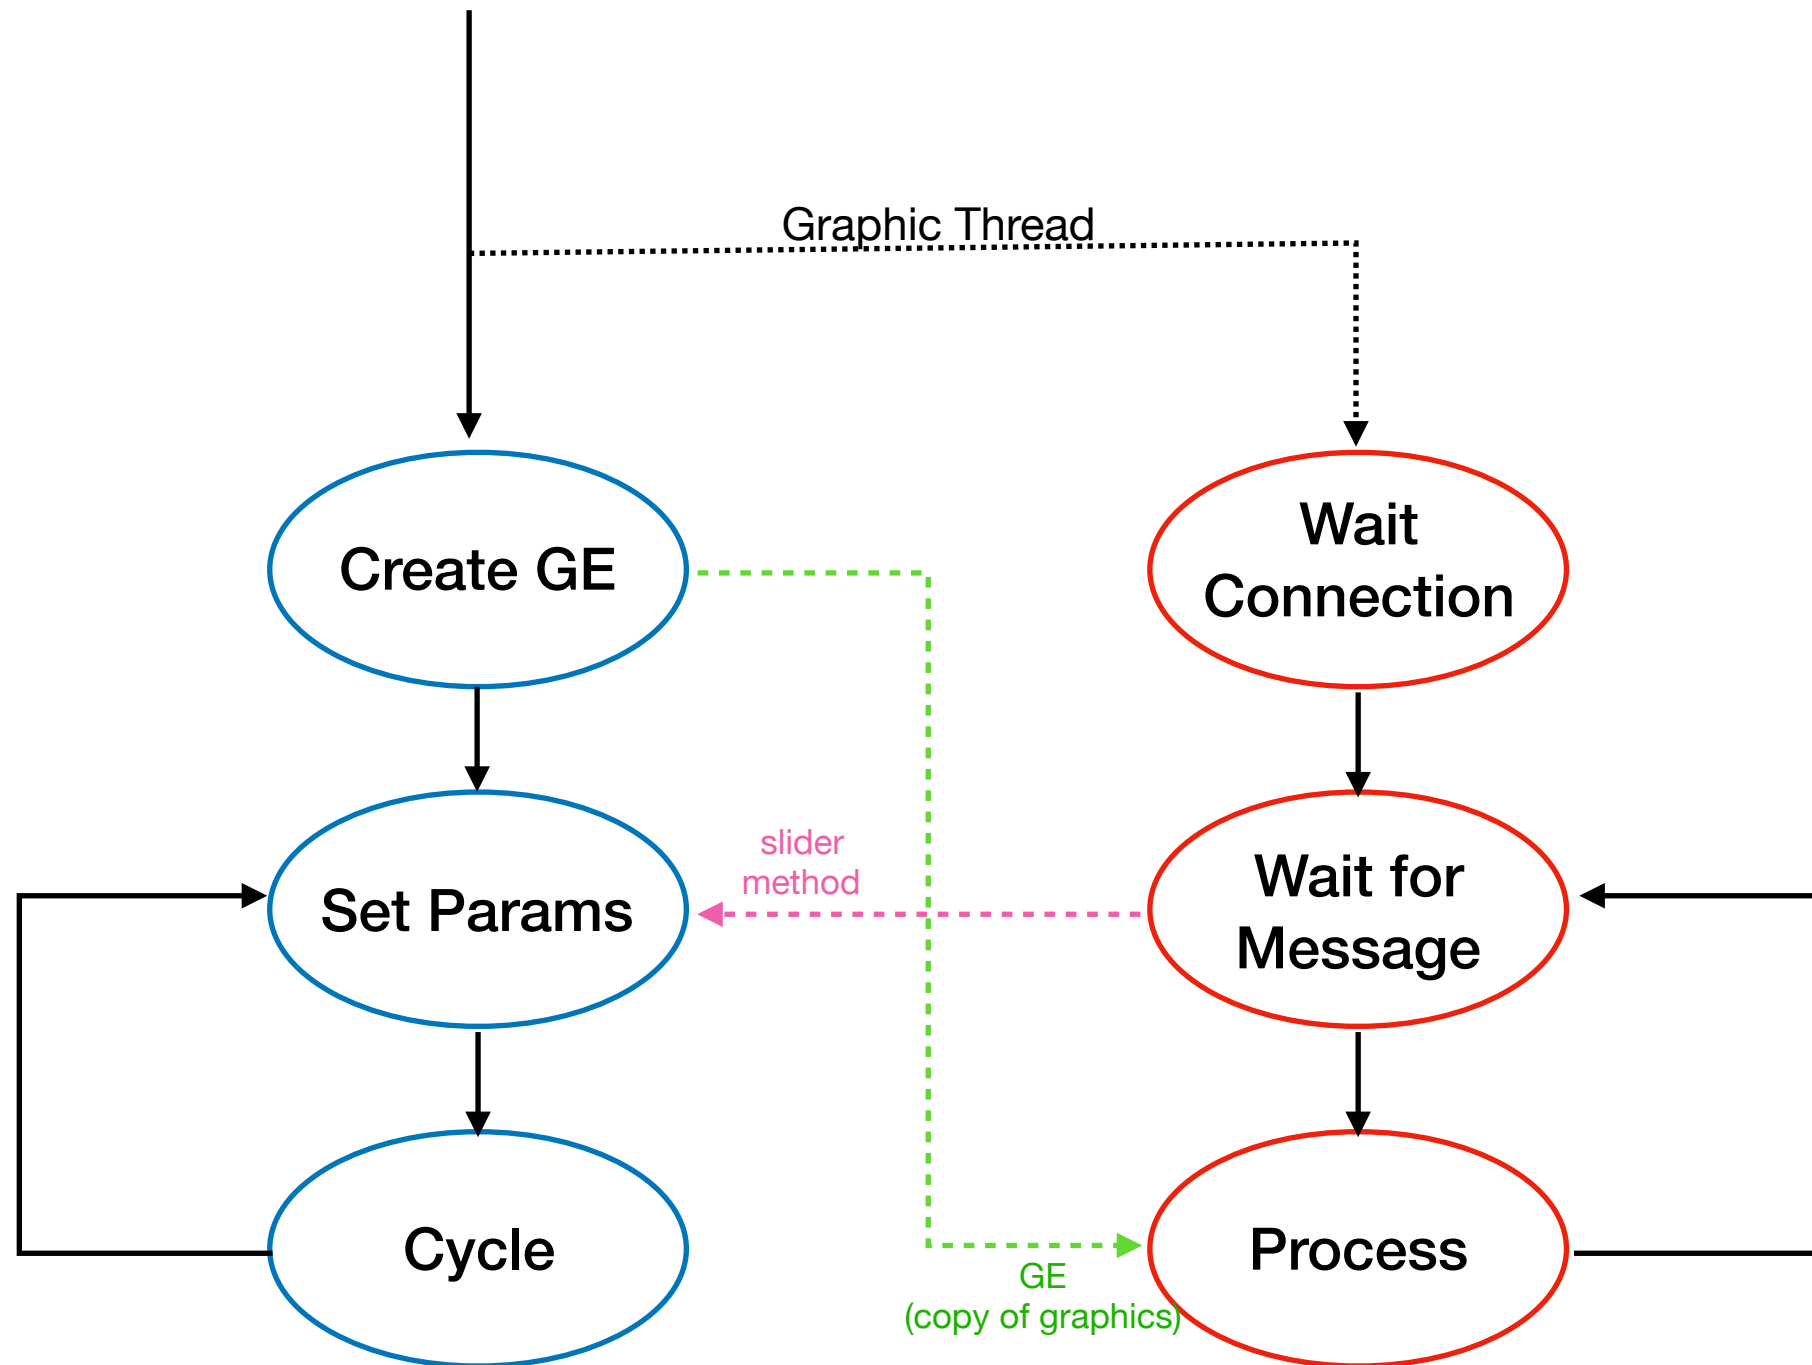 Graphic Thread
Create GE
Wait
Connection
slider
method
Set Params
Wait for
Message
Cycle
Process
GE
(copy of graphics)